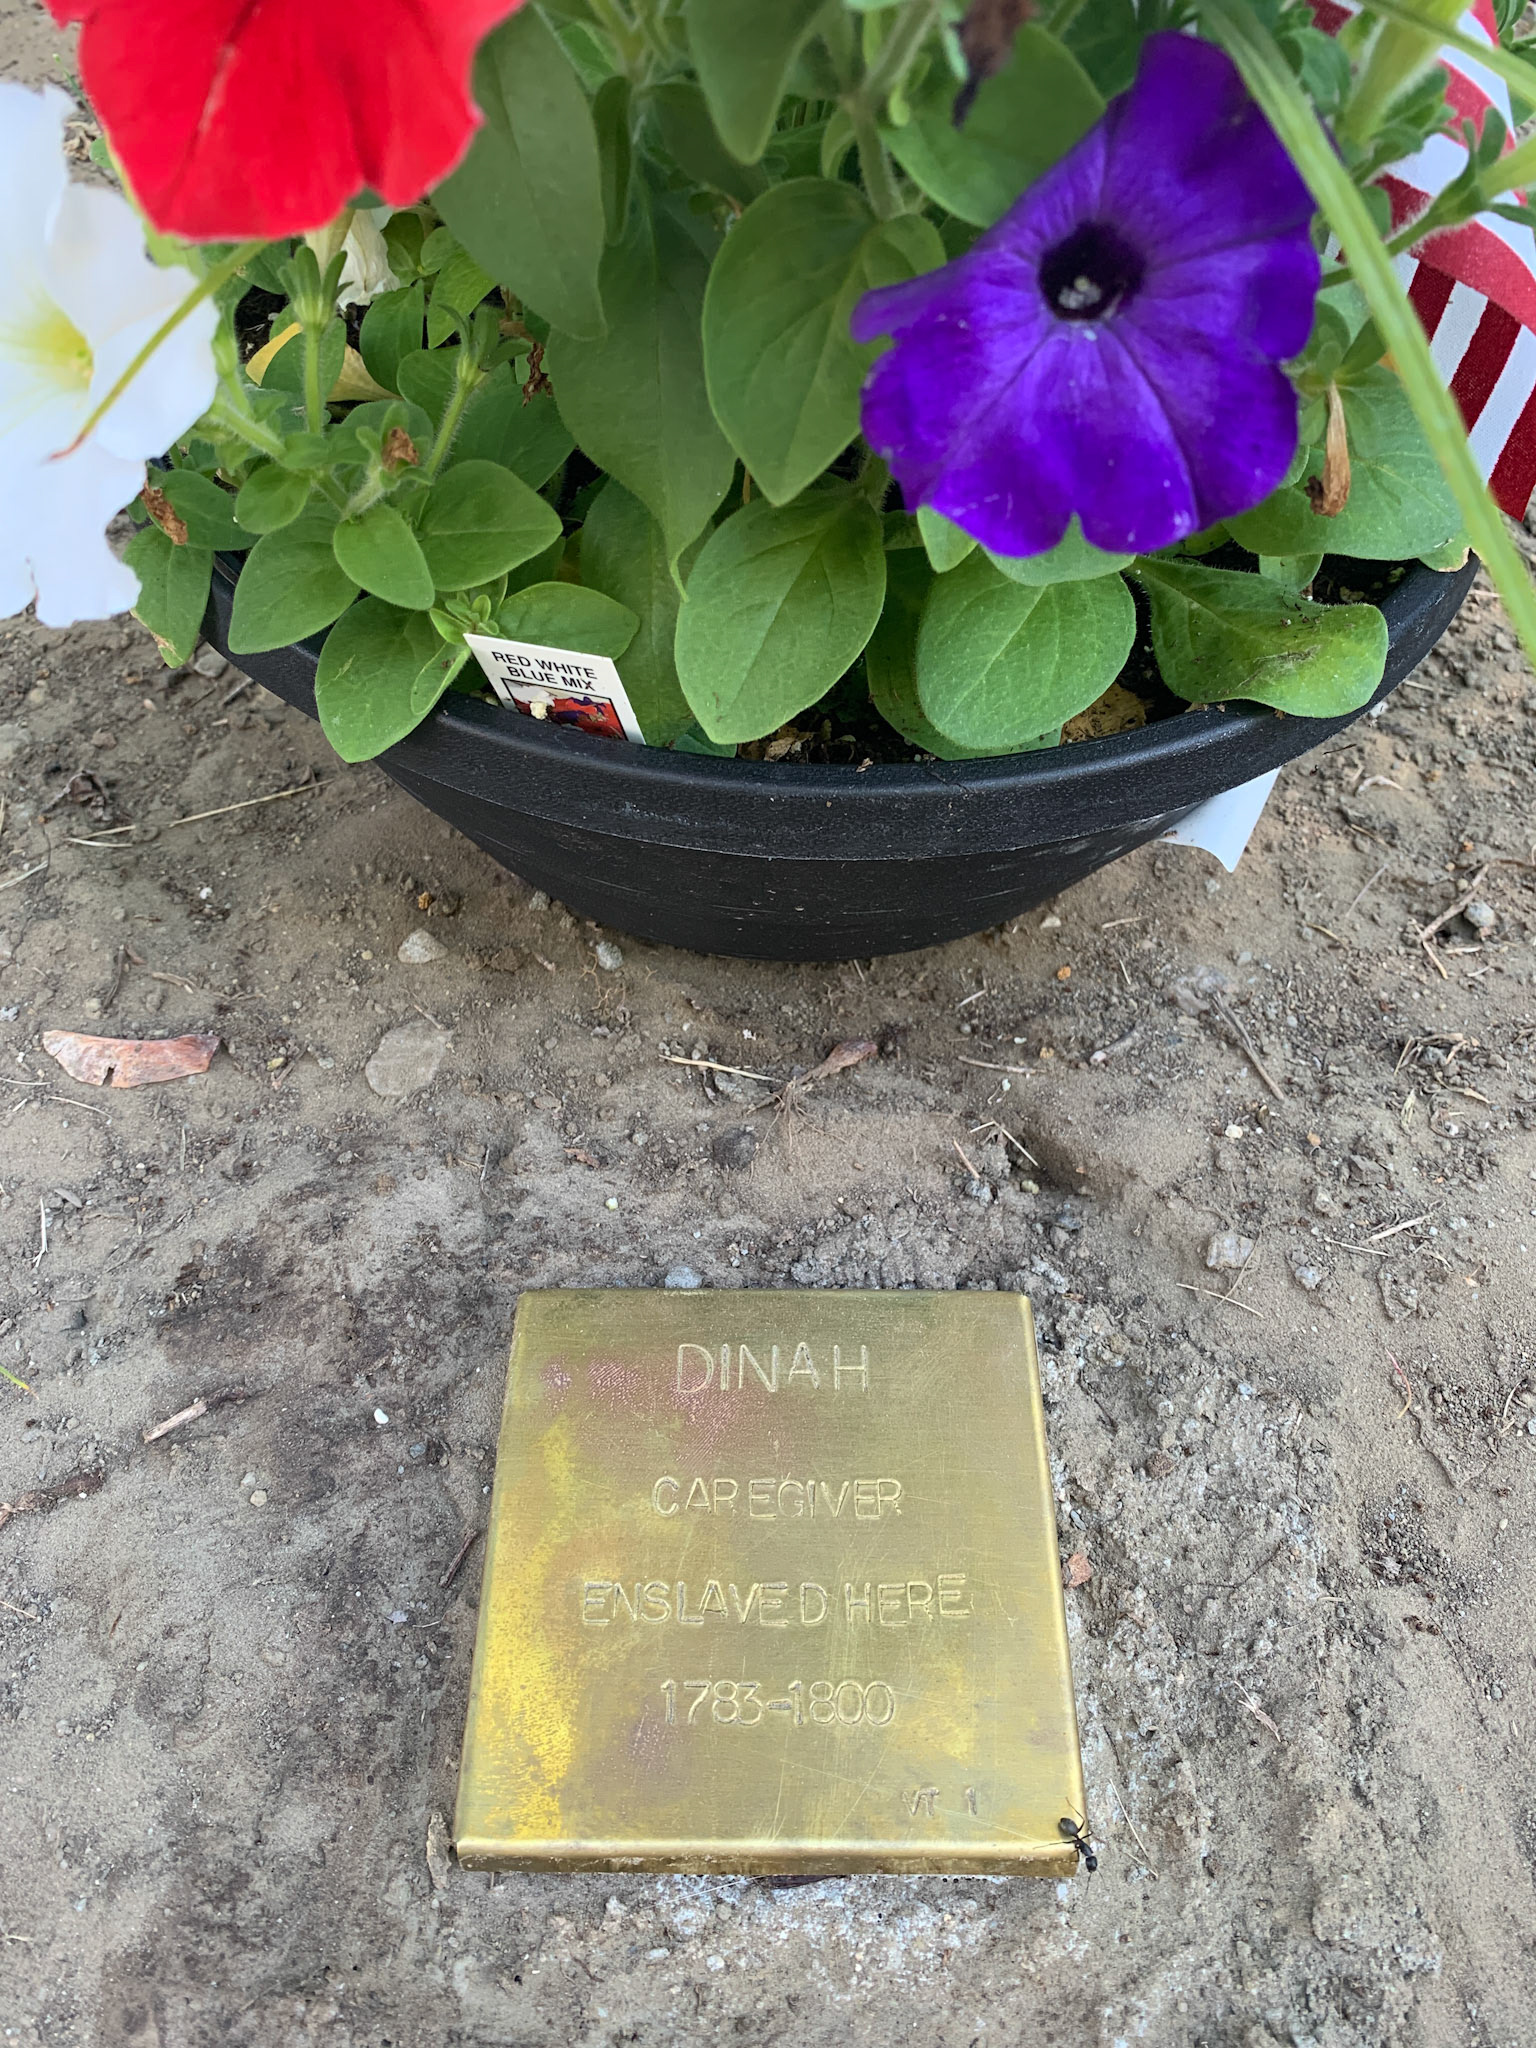 RED WHITE
BLUE MIX
DINAH
CAREGIVER
ENSLAVED HERE
1783-1800
VT 1